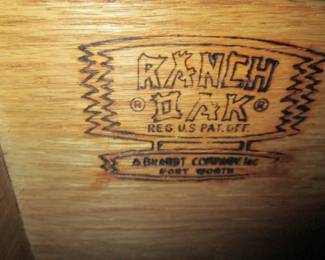 RANCH
® OAK ®
REG U.S PAT. OFF.
A BRANDT COMPANY, INC
FORT WORTH